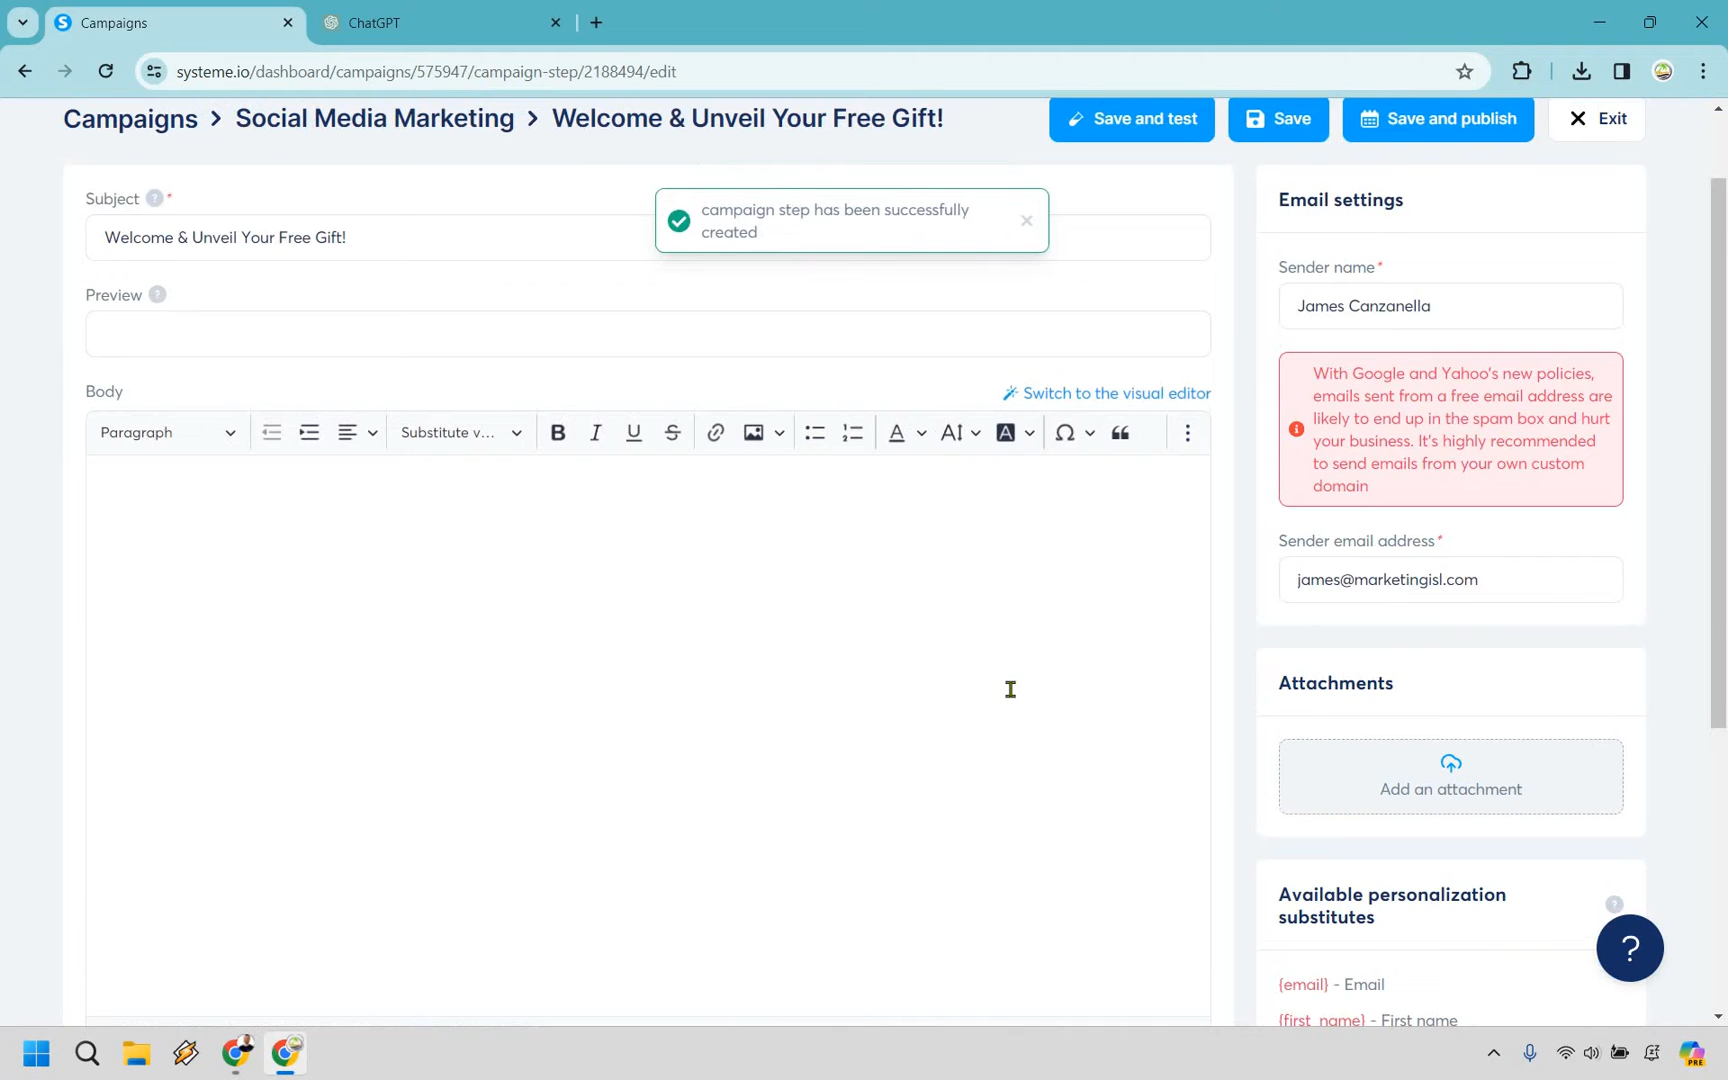 Campaigns
ChatGPT
systeme.io/dashboard/campaigns/575947/campaign-step/2188494/edit
Campaigns > Social Media Marketing > Welcome & Unveil Your Free Gift!
Save and test
Save
Save and publish
Exit
Subject ? *
Welcome & Unveil Your Free Gift!
campaign step has been successfully
created
Preview ?
Body
Switch to the visual editor
Paragraph
Substitute v...
Email settings
Sender name*
James Canzanella
With Google and Yahoo's new policies,
emails sent from a free email address are
likely to end up in the spam box and hurt
your business. It's highly recommended
to send emails from your own custom
domain
Sender email address*
james@marketingisl.com
Attachments
Add an attachment
Available personalization
substitutes
?
{email} - Email
{first_name} - First name
?
PRE